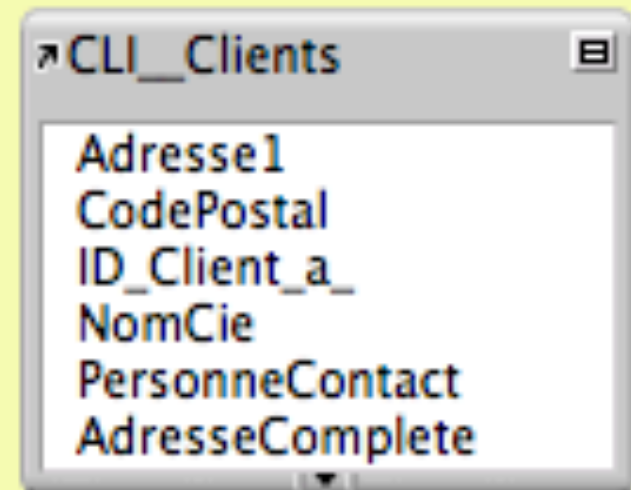 CLI__Clients
Adresse1
CodePostal
ID_Client_a_
NomCie
PersonneContact
AdresseComplete